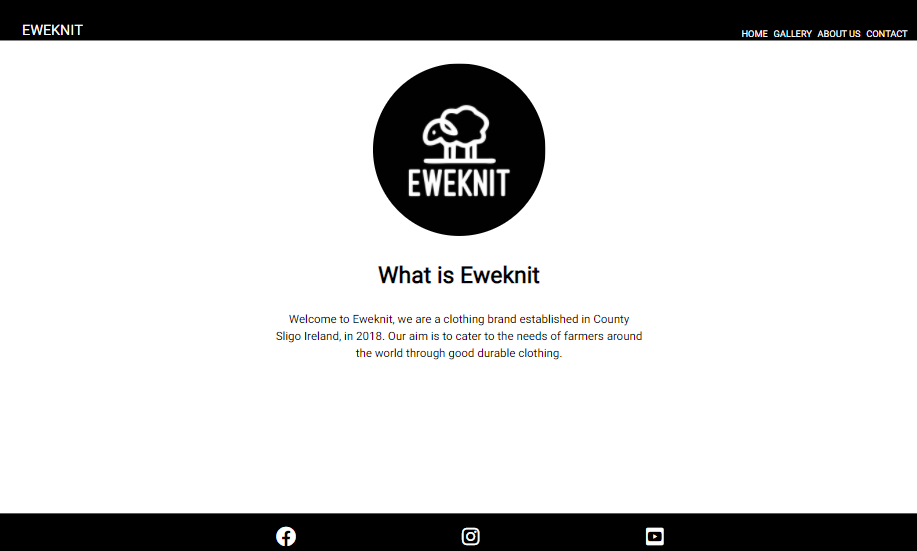 EWEKNIT
HOME GALLERY ABOUT US CONTACT
EWEKNIT
What is Eweknit
Welcome to Eweknit, we are a clothing brand established in County
Sligo Ireland, in 2018. Our aim is to cater to the needs of farmers around
the world through good durable clothing.